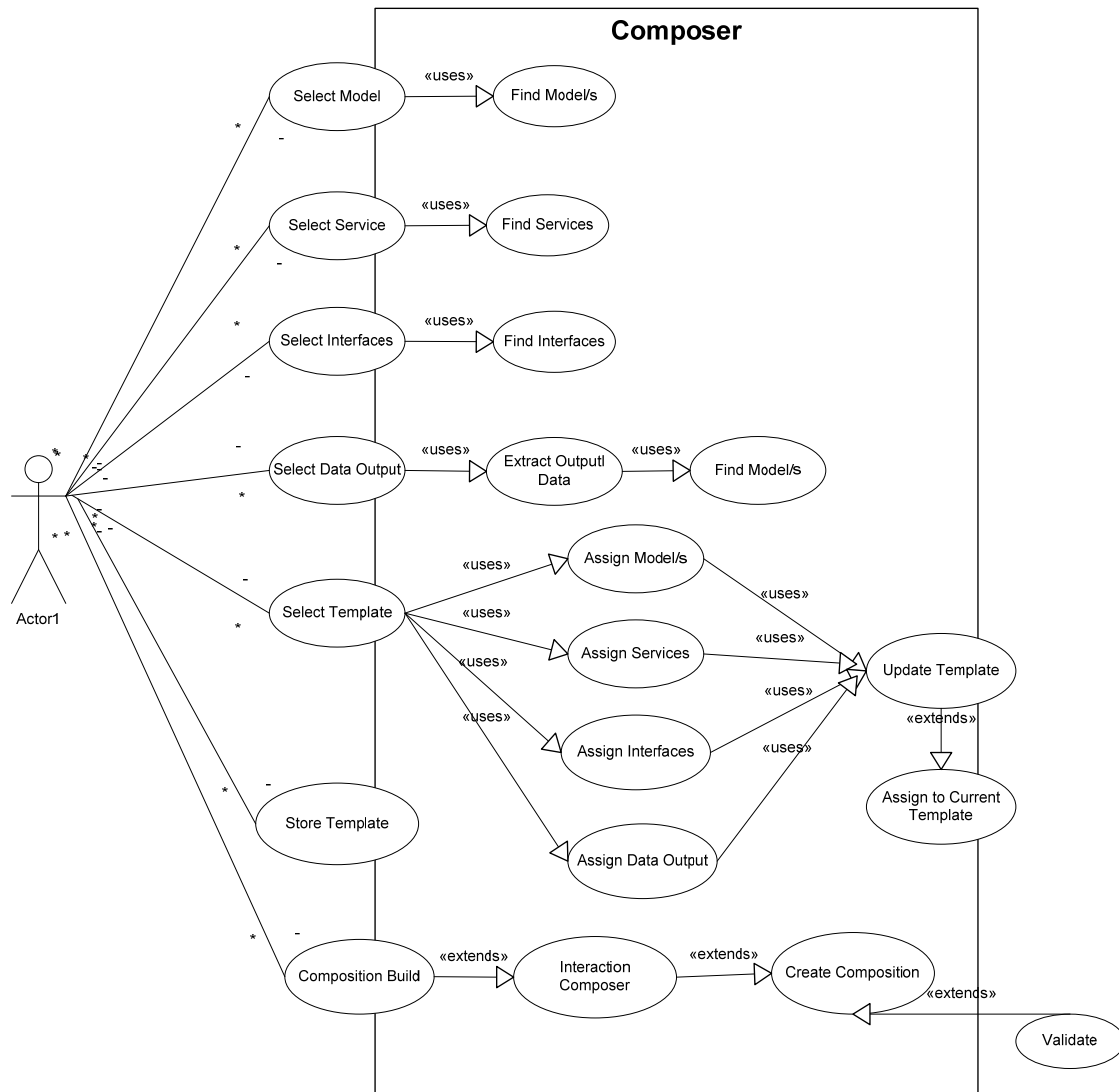 Composer
«uses»
Select Model
Find Model/s
*
-
«uses»
Select Service
Find Services
*
-
«uses»
Select Interfaces
Find Interfaces
*
-
«uses»
«uses»
Select Data Output
Extract Outputl
Data
Find Model/s
-
*
*
*
*
-
-
-
-
*
*
-
-
*
*
Actor1
«uses»
Assign Model/s
«uses»
-
Select Template
*
«uses»
Assign Services
«uses»
Update Template
«uses»
Assign Interfaces
«uses»
«extends»
«uses»
«uses»
Assign to Current
Template
-
*
Store Template
Assign Data Output
*
-
Composition Build
«extends»
Interaction
Composer
«extends»
Create Composition
«extends»
Validate